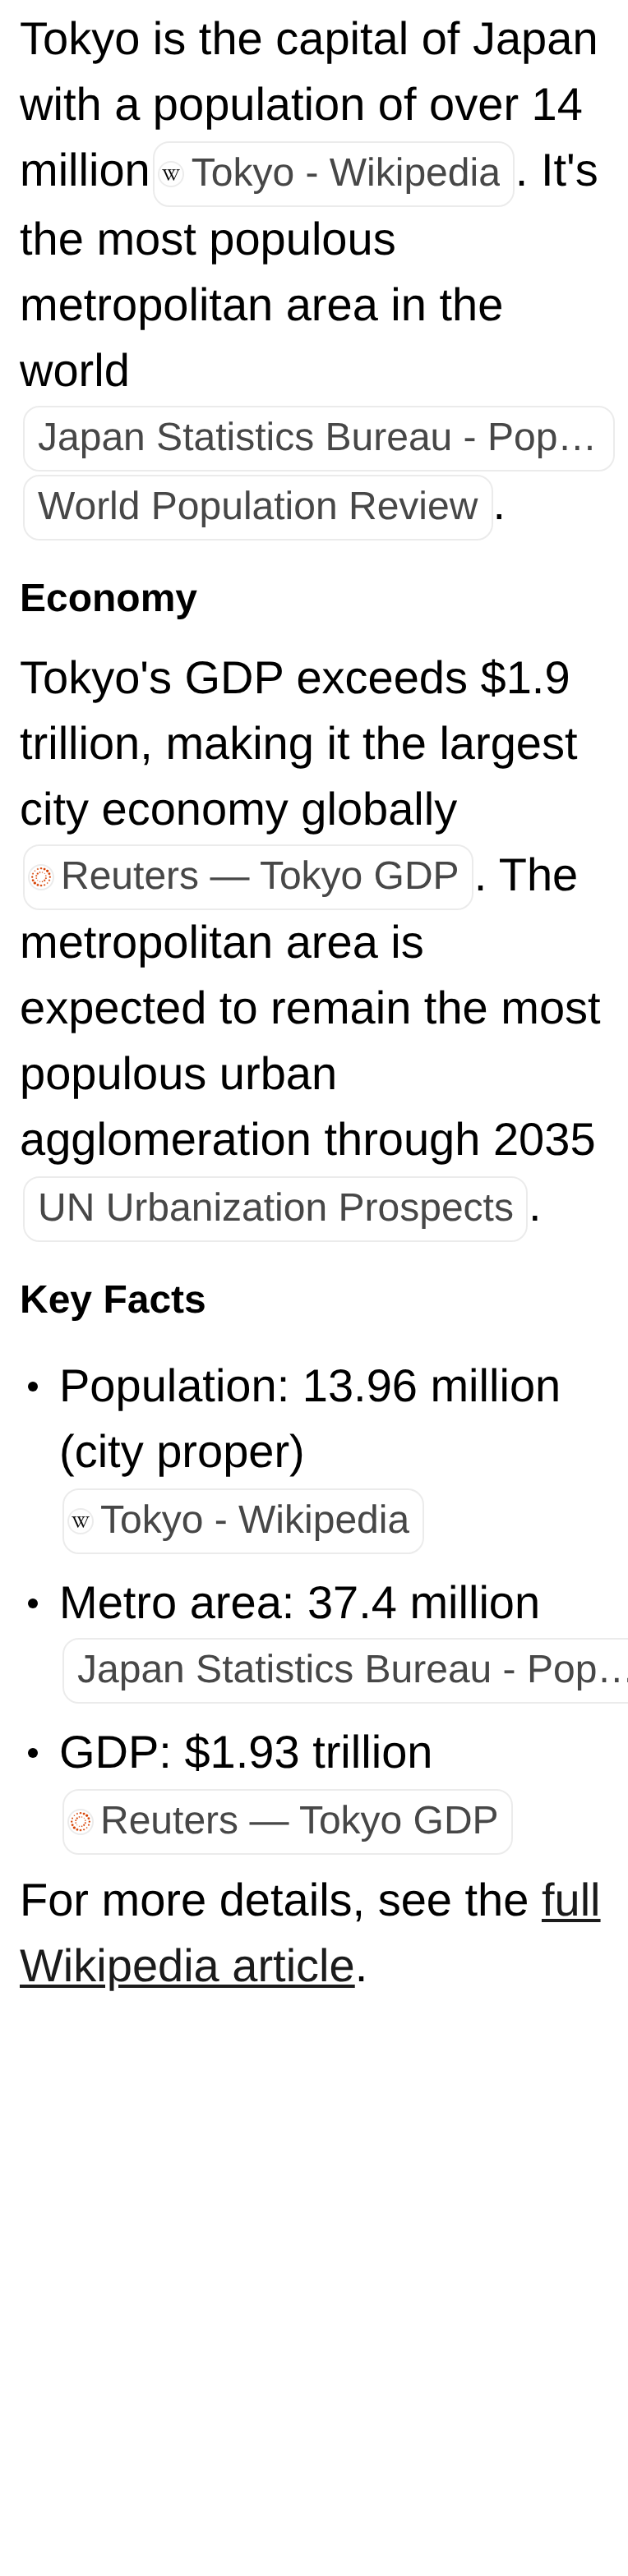 Tokyo is the capital of Japan
with a population of over 14
million W Tokyo - Wikipedia . It's
the most populous
metropolitan area in the
world
Japan Statistics Bureau - Pop…
World Population Review .
Economy
Tokyo's GDP exceeds $1.9
trillion, making it the largest
city economy globally
Reuters — Tokyo GDP . The
metropolitan area is
expected to remain the most
populous urban
agglomeration through 2035
UN Urbanization Prospects .
Key Facts
• Population: 13.96 million
(city proper)
W Tokyo - Wikipedia
• Metro area: 37.4 million
Japan Statistics Bureau - Pop…
• GDP: $1.93 trillion
Reuters — Tokyo GDP
For more details, see the full
Wikipedia article.